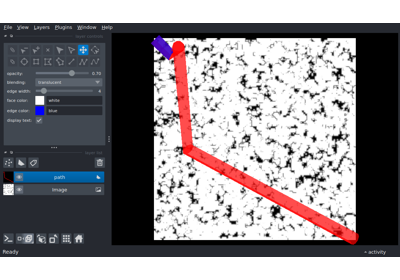 File View Layers Plugins Window Help
opacity: 0.70
blending: translucent
edge width:
face color: white
edge color: blue
display text:
path
Image
Ready
activity